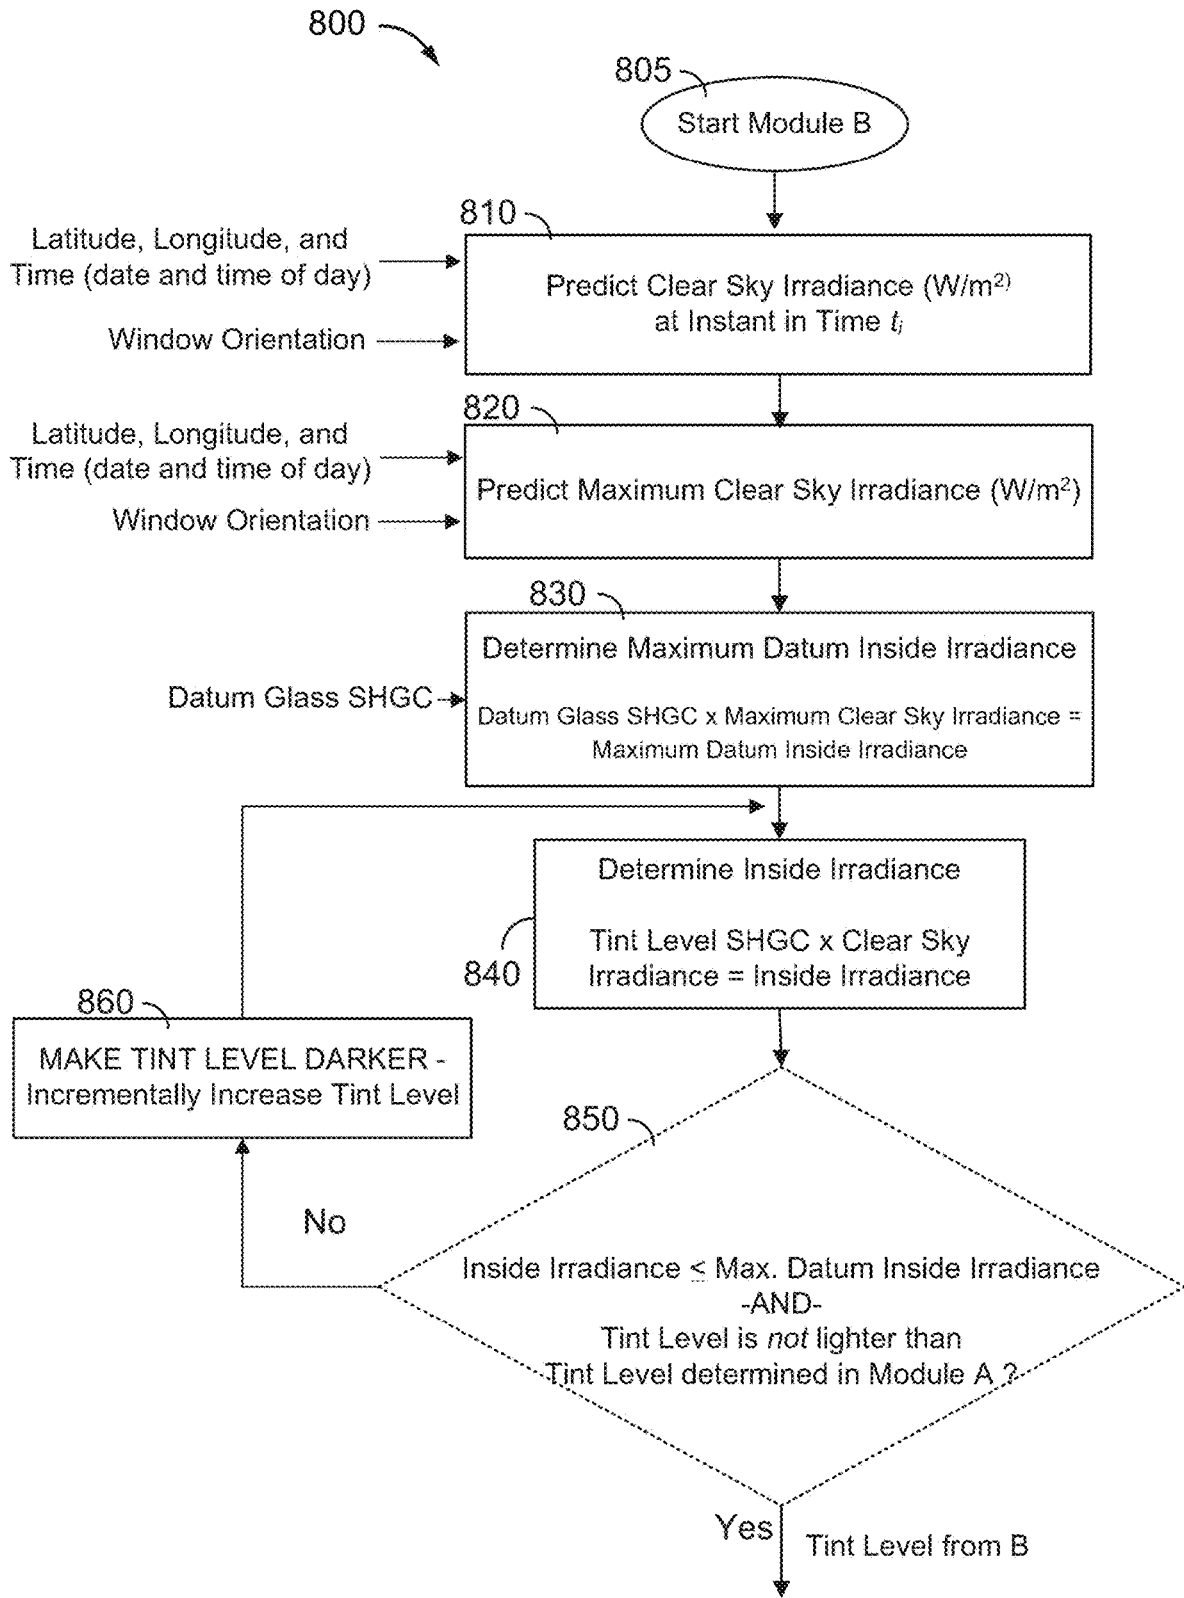 800
805
Start Module B
810
Latitude, Longitude, and
Time (date and time of day)
Window Orientation
Predict Clear Sky Irradiance (W/m²⁾
at Instant in Time tᵢ
820
Latitude, Longitude, and
Time (date and time of day)
Window Orientation
Predict Maximum Clear Sky Irradiance (W/m²)
830
Determine Maximum Datum Inside Irradiance
Datum Glass SHGC
Datum Glass SHGC x Maximum Clear Sky Irradiance =
Maximum Datum Inside Irradiance
Determine Inside Irradiance
Tint Level SHGC x Clear Sky
Irradiance = Inside Irradiance
840
860
MAKE TINT LEVEL DARKER -
Incrementally Increase Tint Level
850
No
Inside Irradiance ≤ Max. Datum Inside Irradiance
-AND-
Tint Level is not lighter than
Tint Level determined in Module A ?
Yes
Tint Level from B